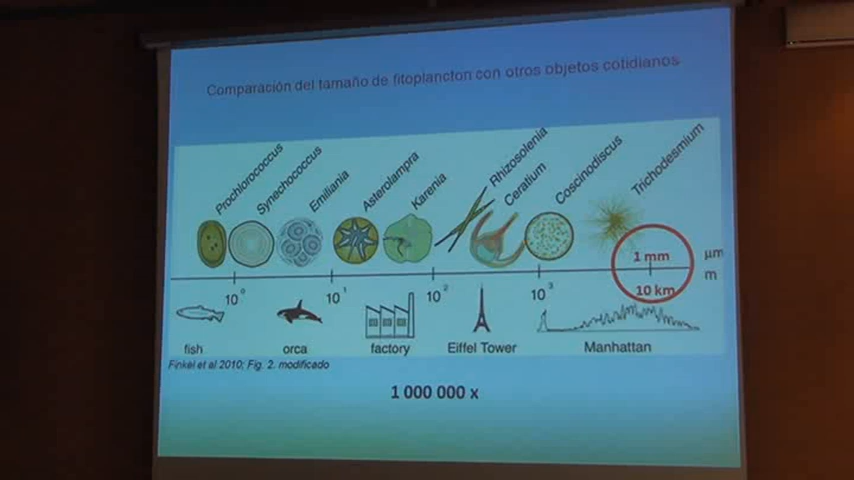 Comparación del tamaño de fitoplancton con otros objetos cotidianos
Prochlorococcus
Synechococcus
Emiliania
Asterolampra
Karenia
Rhizosolenia
Ceratium
Coscinodiscus
Trichodesmium
1 mm
µm
10⁰
10¹
10²
10³
10 km
m
fish
orca
factory
Eiffel Tower
Manhattan
Finkel et al 2010; Fig. 2. modificado
1 000 000 x